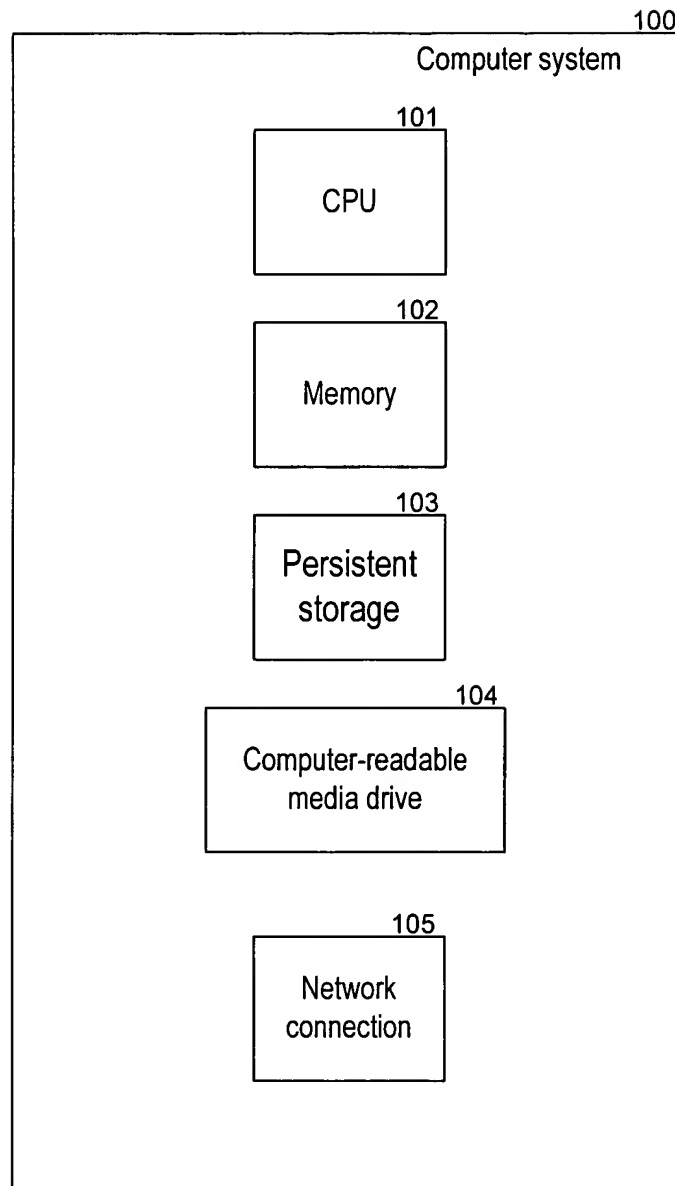 100
Computer system
101
CPU
102
Memory
103
Persistent
storage
104
Computer-readable
media drive
105
Network
connection